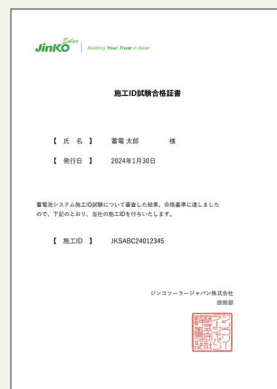 Solar
JinKO
Building Your Trust in Solar
施工ID試験合格証書
【 氏 名 】 蓄電 太郎 様
【 発行日 】 2024年1月30日
蓄電池システム施工ID試験について審査した結果、合格基準に達しました
ので、下記のとおり、当社の施工IDを付与いたします。
【 施工ID 】 JKSABC24012345
ジンコソーラージャパン株式会社
技術部